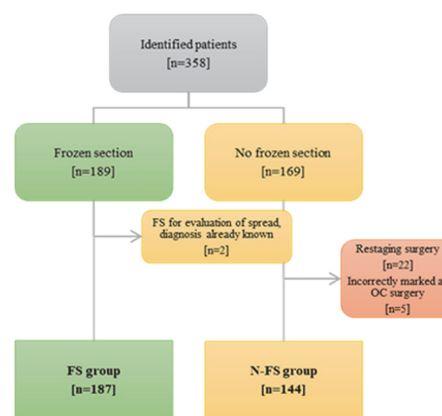 Identified patients
[n=358]
Frozen section
[n=189]
No frozen section
[n=169]
FS for evaluation of spread,
diagnosis already known
[n=2]
Restaging surgery
[n=22]
Incorrectly marked a
OC surgery
[n=5]
FS group
[n=187]
N-FS group
[n=144]